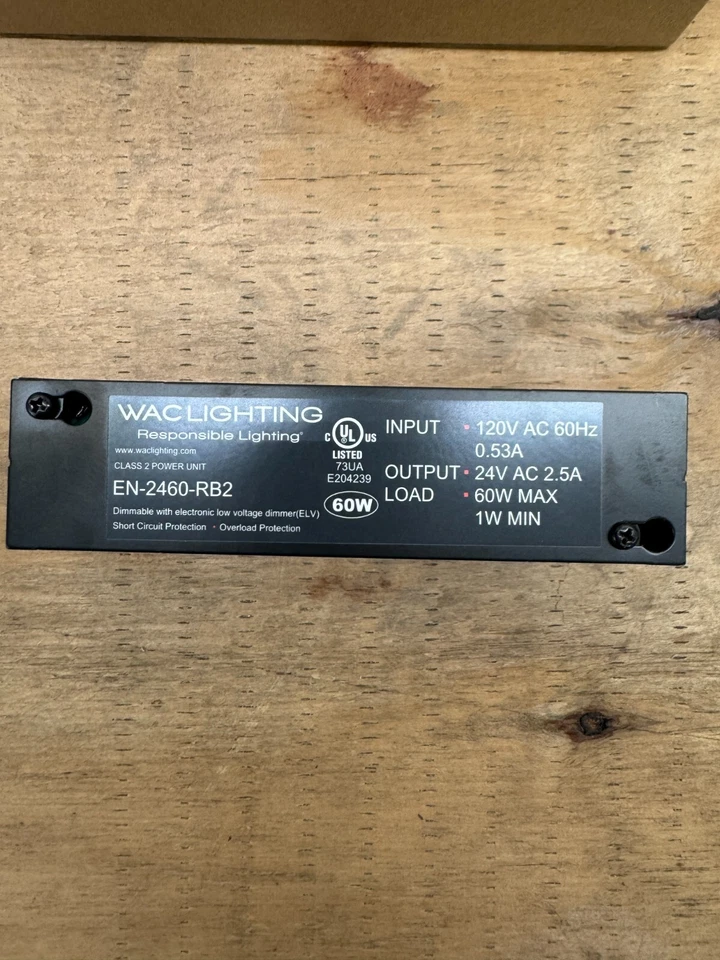 WAC LIGHTING
Responsible Lighting®
www.waclighting.com
CLASS 2 POWER UNIT
EN-2460-RB2
Dimmable with electronic low voltage dimmer(ELV)
Short Circuit Protection • Overload Protection
C UL ® US
LISTED
73UA
E204239
60W
INPUT • 120V AC 60Hz
0.53A
OUTPUT • 24V AC 2.5A
LOAD • 60W MAX
1W MIN